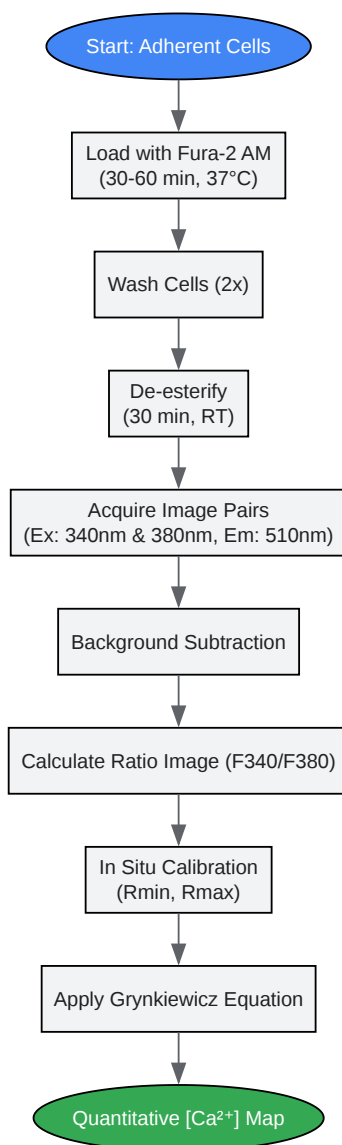 Start: Adherent Cells
Load with Fura-2 AM
(30-60 min, 37°C)
Wash Cells (2x)
De-esterify
(30 min, RT)
Acquire Image Pairs
(Ex: 340nm & 380nm, Em: 510nm)
Background Subtraction
Calculate Ratio Image (F340/F380)
In Situ Calibration
(Rmin, Rmax)
Apply Grynkiewicz Equation
Quantitative [Ca²⁺] Map